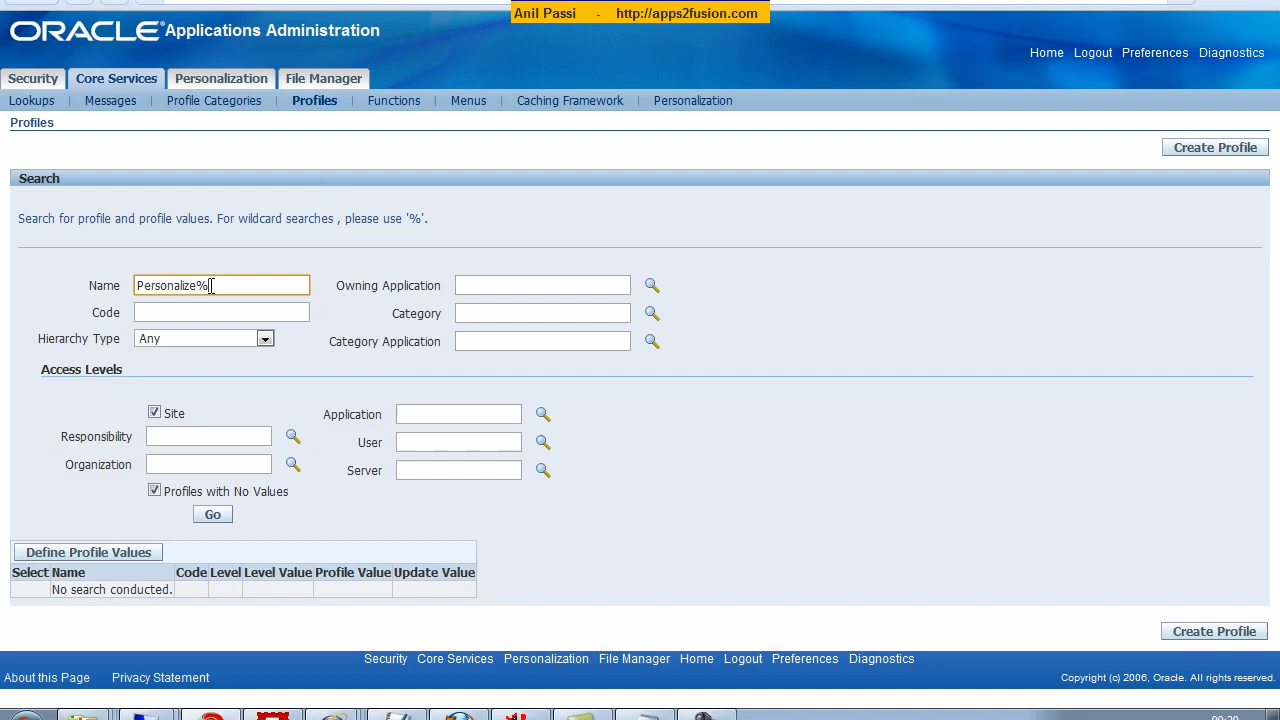 Anil Passi - http://apps2fusion.com
ORACLE Applications Administration
Home Logout Preferences Diagnostics
Security Core Services Personalization File Manager
Lookups Messages Profile Categories Profiles Functions Menus Caching Framework Personalization
Profiles
Create Profile
Search
Search for profile and profile values. For wildcard searches , please use '%'.
Name Personalize% Owning Application
Code Category
Hierarchy Type Any Category Application
Access Levels
Site Application
Responsibility User
Organization Server
Profiles with No Values
Go
Define Profile Values
Select Name Code Level Level Value Profile Value Update Value
No search conducted.
Create Profile
Security Core Services Personalization File Manager Home Logout Preferences Diagnostics
About this Page Privacy Statement Copyright (c) 2006, Oracle. All rights reserved.